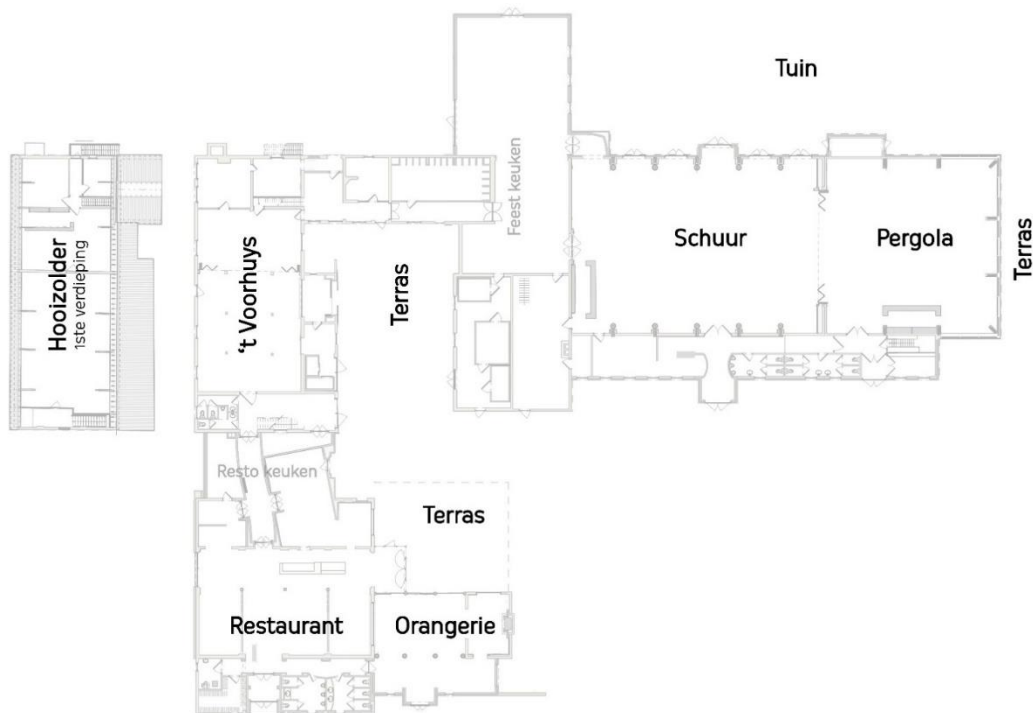 Tuin
Feest keuken
Schuur
Pergola
Terras
Hooizolder
1ste verdieping
't Voorhuys
Terras
Resto keuken
Terras
Restaurant
Orangerie